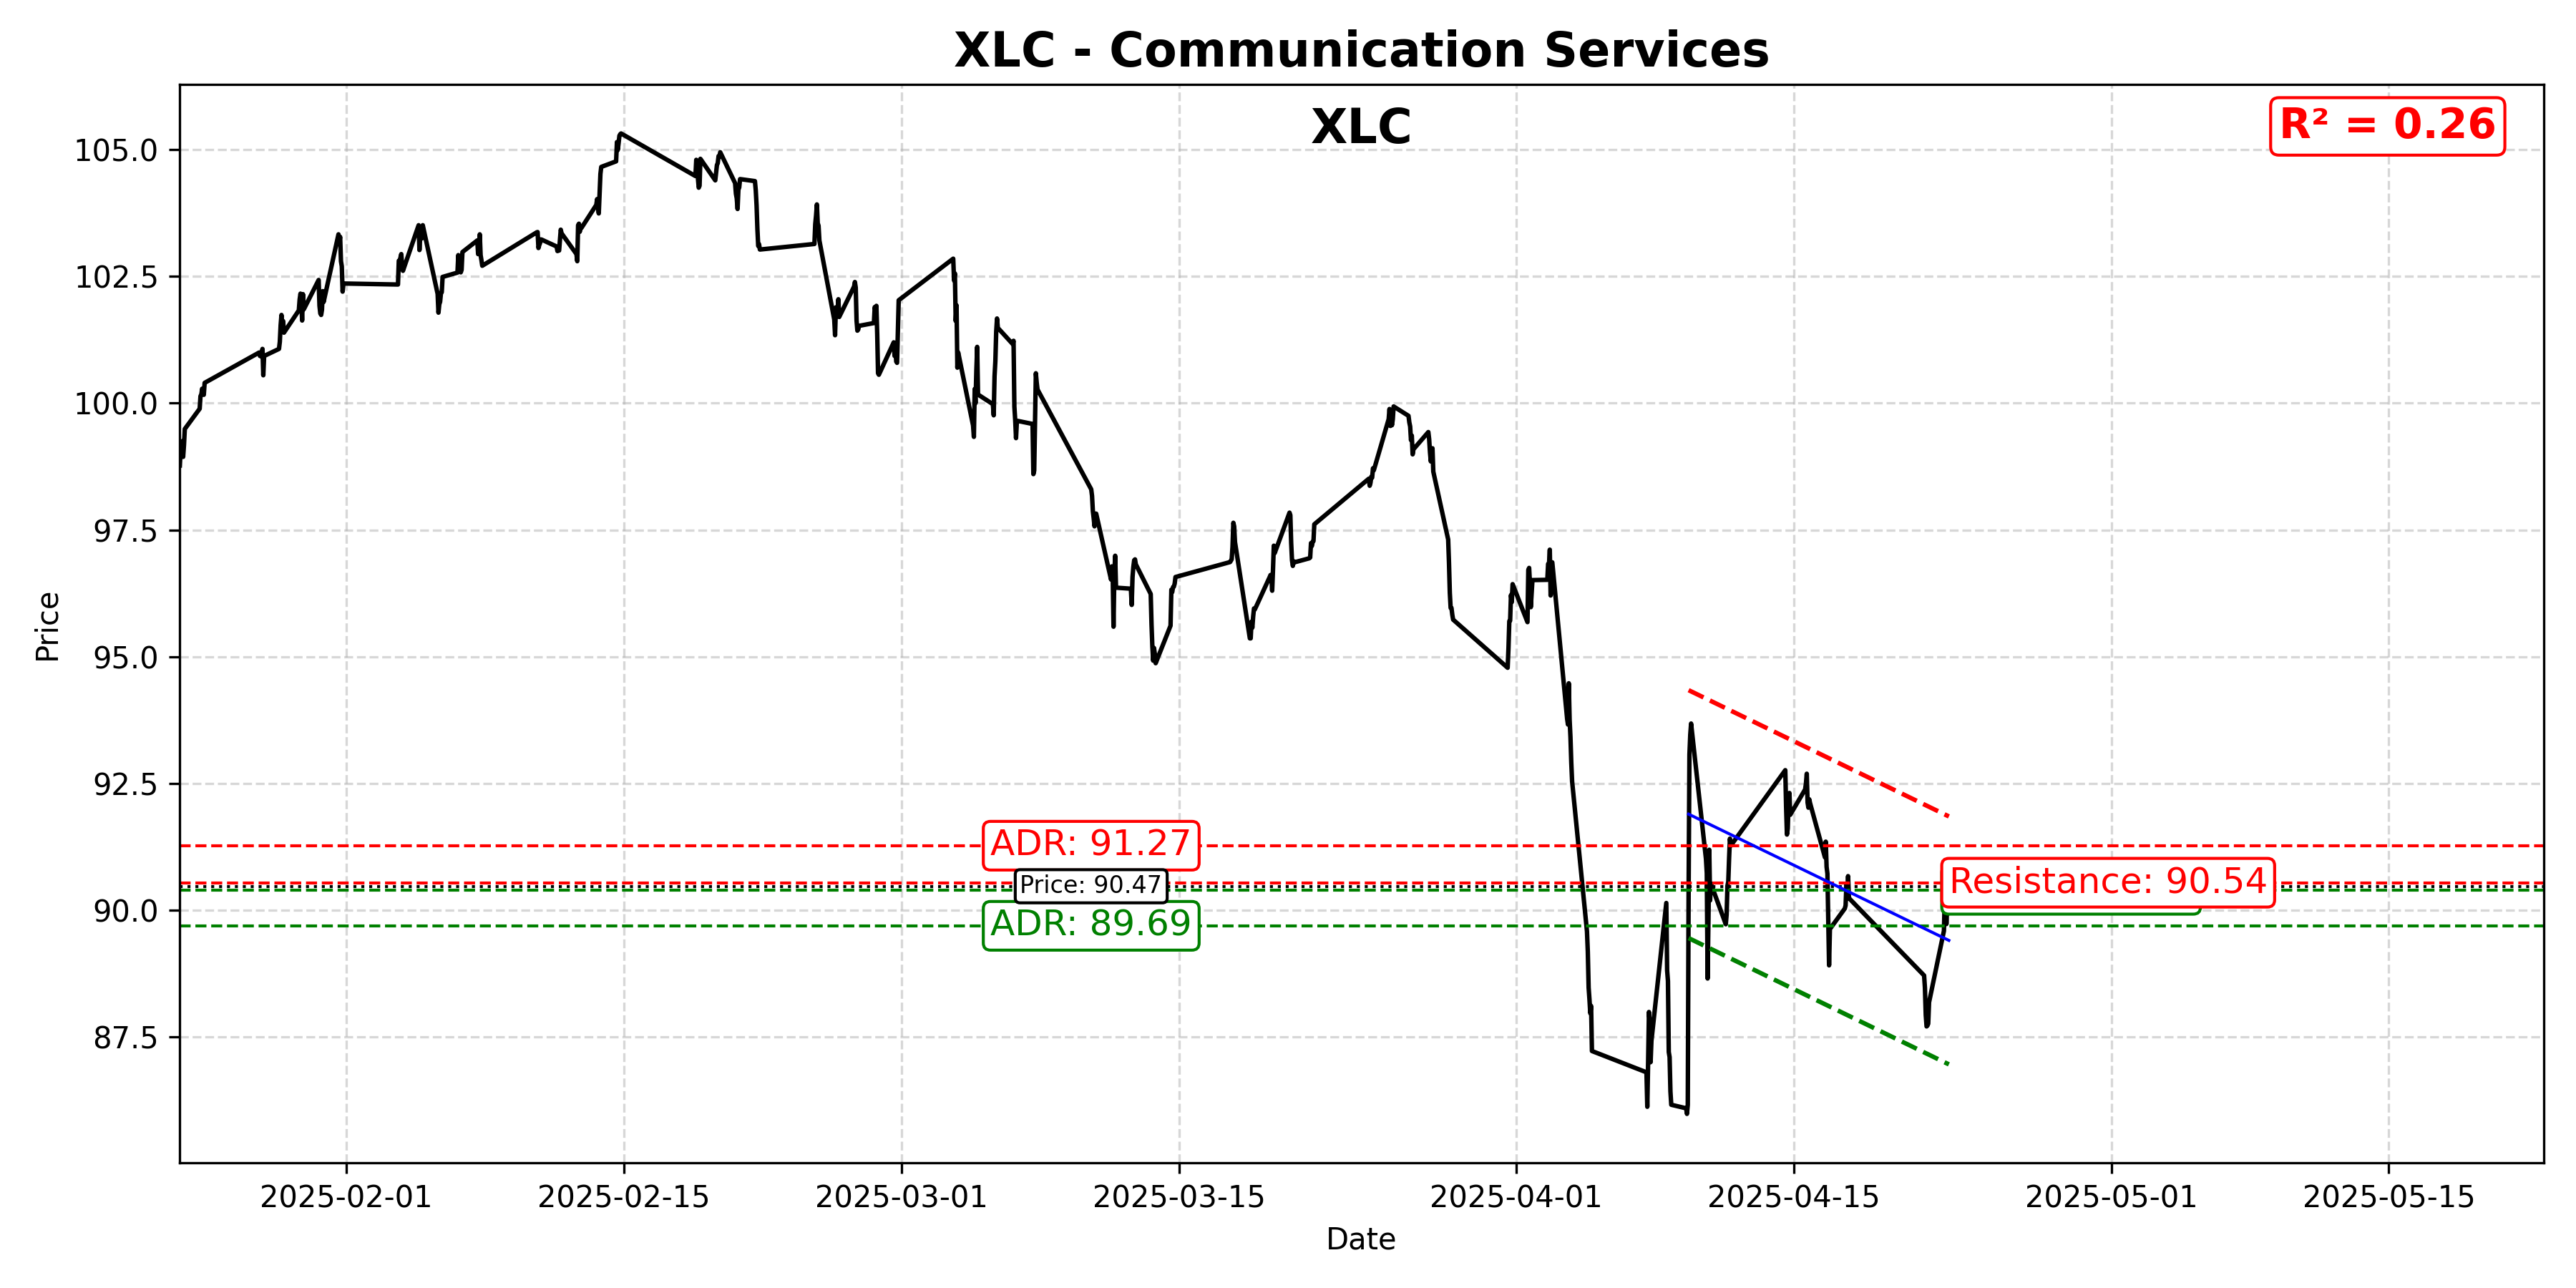 XLC - Communication Services
XLC
R² = 0.26
105.0
102.5
100.0
97.5
95.0
92.5
90.0
87.5
Price
ADR: 91.27
Price: 90.47
ADR: 89.69
Resistance: 90.54
2025-02-01
2025-02-15
2025-03-01
2025-03-15
2025-04-01
2025-04-15
2025-05-01
2025-05-15
Date